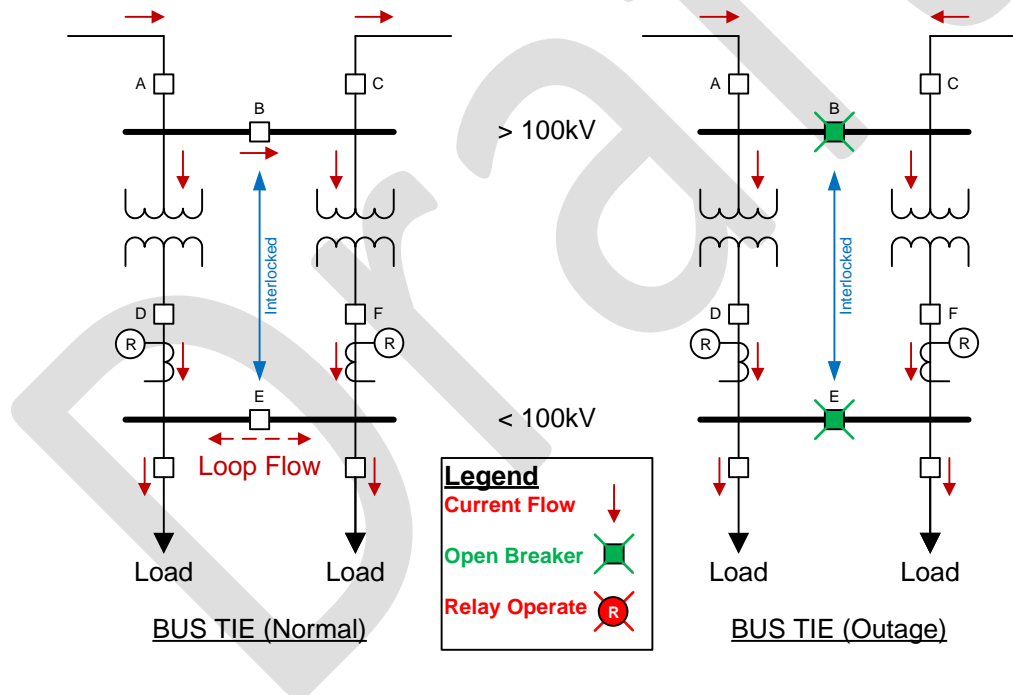 A
C
B
> 100kV
Interlocked
D
F
R
R
E
< 100kV
Loop Flow
Load
Load
BUS TIE (Normal)
Legend
Current Flow
Open Breaker
Relay Operate
R
A
C
B
Interlocked
D
F
R
R
E
Load
Load
BUS TIE (Outage)
Draf